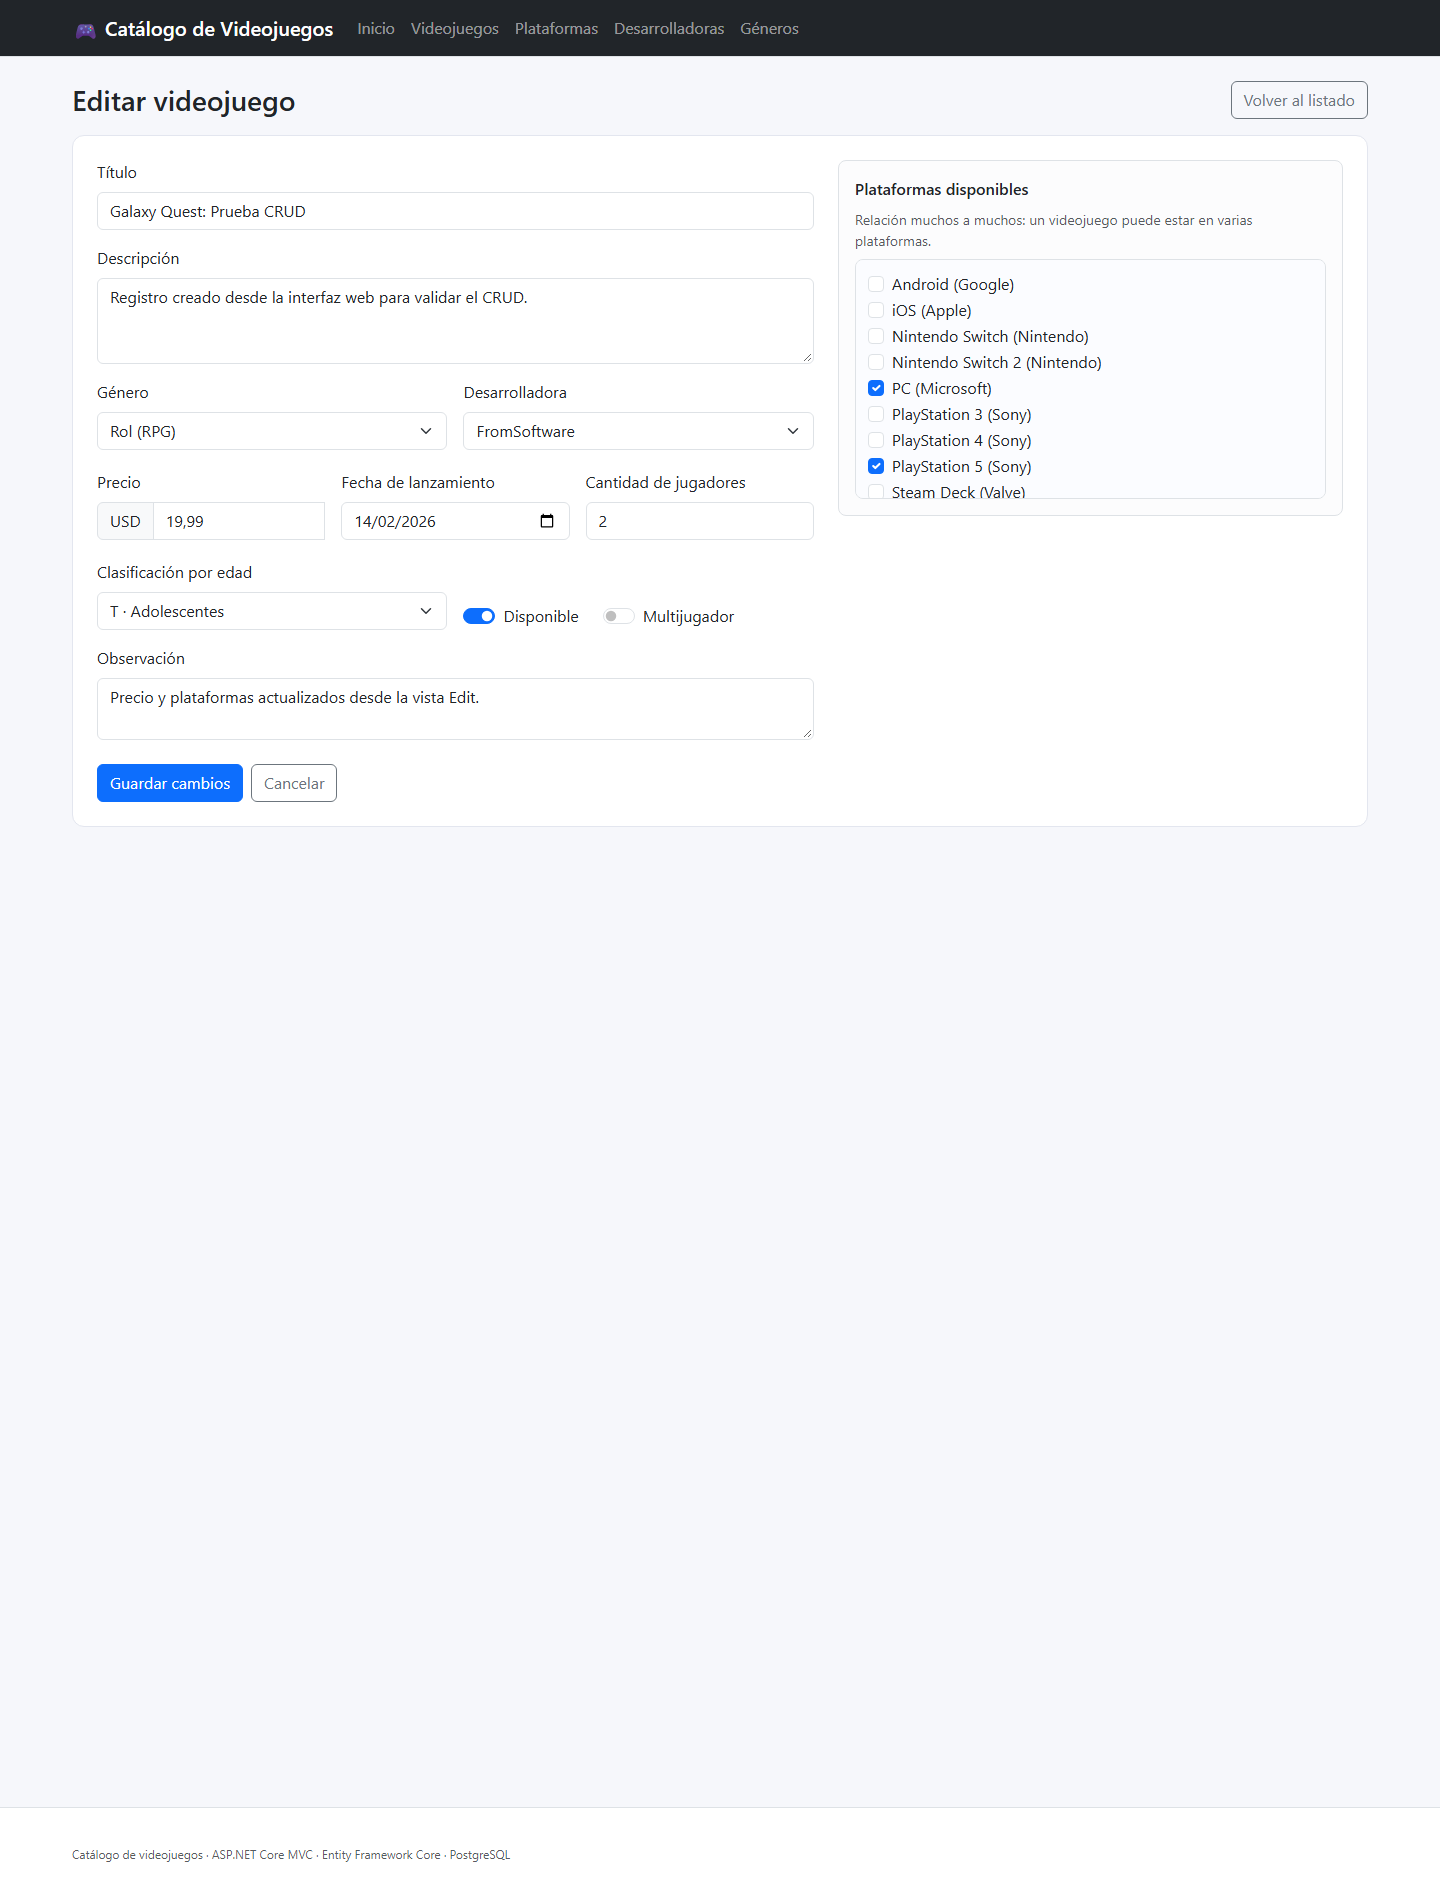 Catálogo de Videojuegos Inicio Videojuegos Plataformas Desarrolladoras Géneros
Editar videojuego
Volver al listado
Título
Galaxy Quest: Prueba CRUD
Descripción
Registro creado desde la interfaz web para validar el CRUD.
Género Desarrolladora
Rol (RPG) FromSoftware
Precio Fecha de lanzamiento Cantidad de jugadores
USD 19,99 14/02/2026 2
Clasificación por edad
T · Adolescentes Disponible Multijugador
Observación
Precio y plataformas actualizados desde la vista Edit.
Guardar cambios Cancelar
Plataformas disponibles
Relación muchos a muchos: un videojuego puede estar en varias
plataformas.
Android (Google)
iOS (Apple)
Nintendo Switch (Nintendo)
Nintendo Switch 2 (Nintendo)
PC (Microsoft)
PlayStation 3 (Sony)
PlayStation 4 (Sony)
PlayStation 5 (Sony)
Steam Deck (Valve)
Catálogo de videojuegos · ASP.NET Core MVC · Entity Framework Core · PostgreSQL